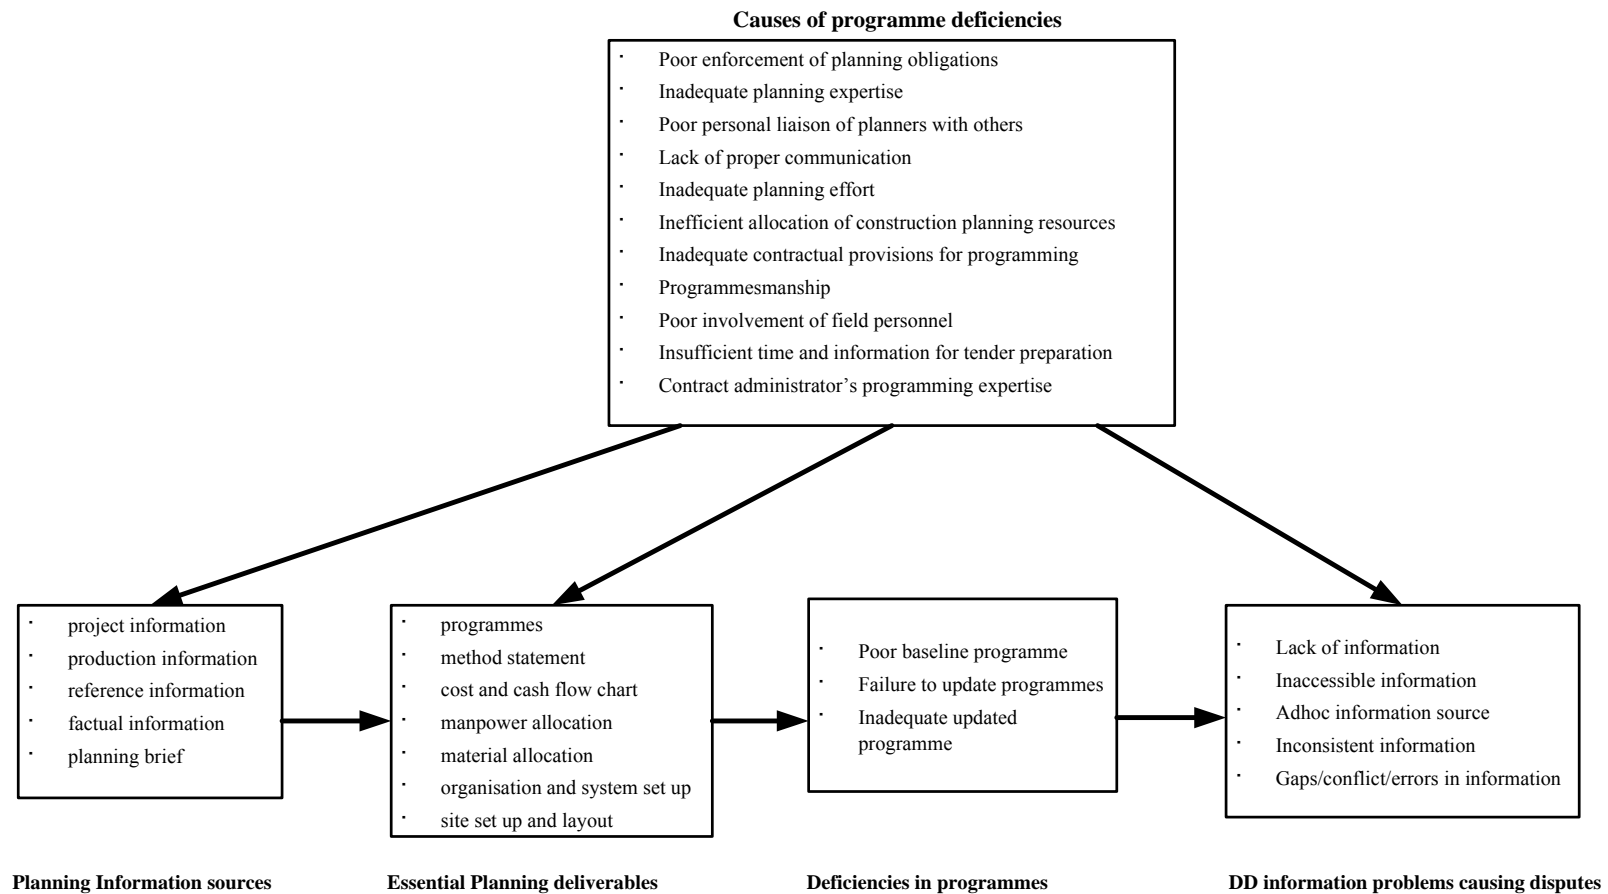 Causes of programme deficiencies
Poor enforcement of planning obligations
Inadequate planning expertise
Poor personal liaison of planners with others
Lack of proper communication
Inadequate planning effort
Inefficient allocation of construction planning resources
Inadequate contractual provisions for programming
Programmesmanship
Poor involvement of field personnel
Insufficient time and information for tender preparation
Contract administrator’s programming expertise
project information
production information
reference information
factual information
planning brief
programmes
method statement
cost and cash flow chart
manpower allocation
material allocation
organisation and system set up
site set up and layout
Poor baseline programme
Failure to update programmes
Inadequate updated
programme
Lack of information
Inaccessible information
Adhoc information source
Inconsistent information
Gaps/conflict/errors in information
Planning Information sources
Essential Planning deliverables
Deficiencies in programmes
DD information problems causing disputes